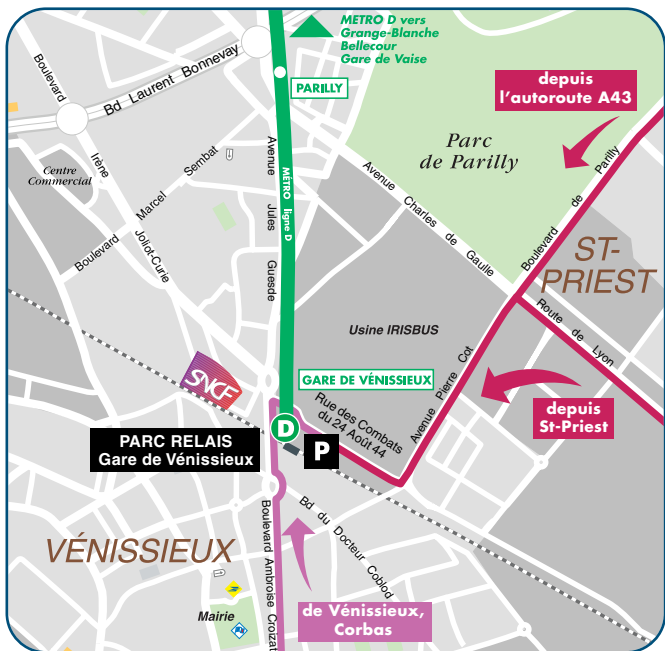 METRO D vers
Grange-Blanche
Bellecour
Gare de Vaise
PARILLY
Bd Laurent Bonnevay
Boulevard
Irène
Joliot-Curie
Centre
Commercial
Boulevard Marcel Sembat
Avenue Jules Guesde
MÉTRO ligne D
depuis
l'autoroute A43
Parc
de Parilly
Boulevard de Parilly
Avenue Charles de Gaulle
ST-
PRIEST
Route de Lyon
Usine IRISBUS
Avenue Pierre Cot
SNCF
GARE DE VÉNISSIEUX
Rue des Combats
du 24 Août 44
depuis
St-Priest
D
P
PARC RELAIS
Gare de Vénissieux
VÉNISSIEUX
Boulevard Ambroise Croizat
Bd du Docteur Coblod
Mairie
de Vénissieux,
Corbas